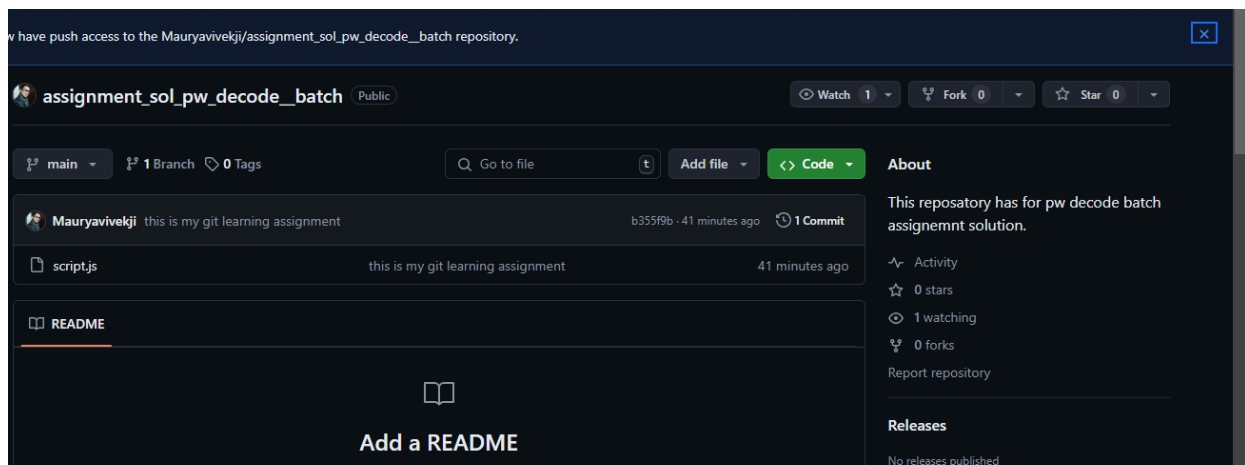 w have push access to the Mauryavivekji/assignment_sol_pw_decode__batch repository.
assignment_sol_pw_decode__batch Public
Watch 1 Fork 0 Star 0
main 1 Branch 0 Tags Go to file t Add file Code
About
This reposatory has for pw decode batch
assignemnt solution.
Mauryavivekji this is my git learning assignment b355f9b · 41 minutes ago 1 Commit
script.js this is my git learning assignment 41 minutes ago
Activity
0 stars
1 watching
0 forks
Report repository
README
Add a README
Releases
No releases published